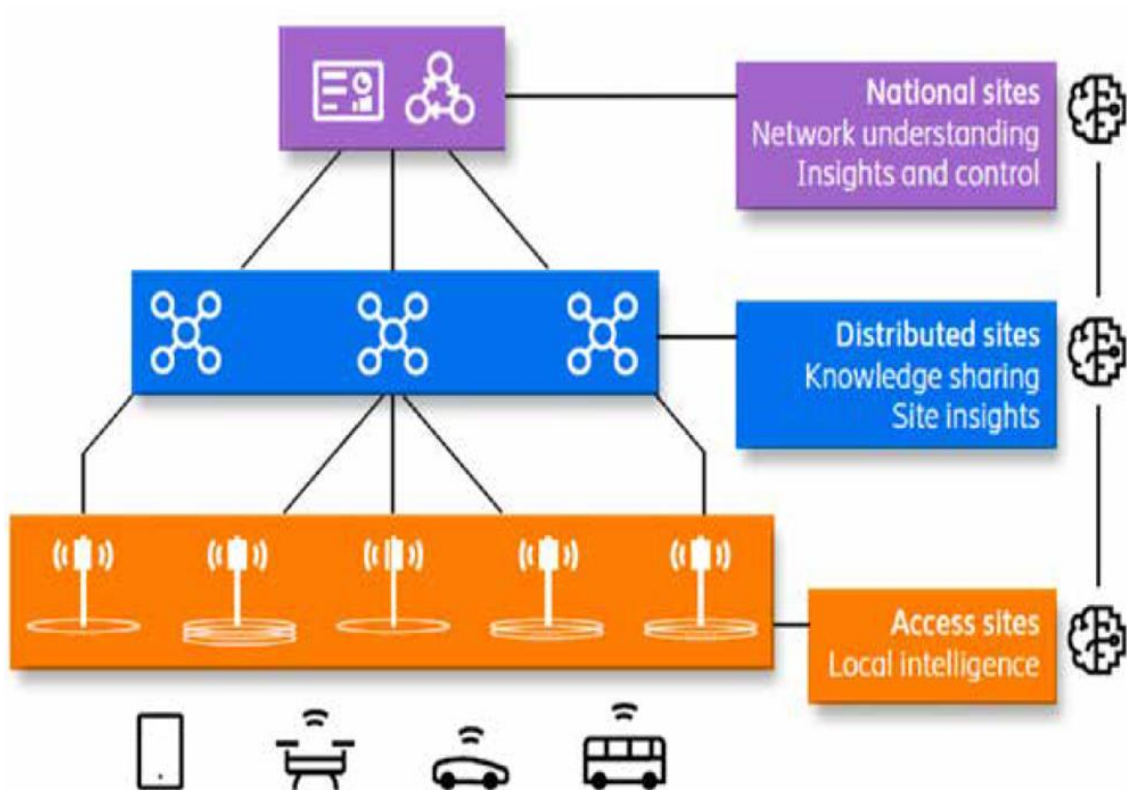 National sites
Network understanding
Insights and control
Distributed sites
Knowledge sharing
Site insights
Access sites
Local intelligence